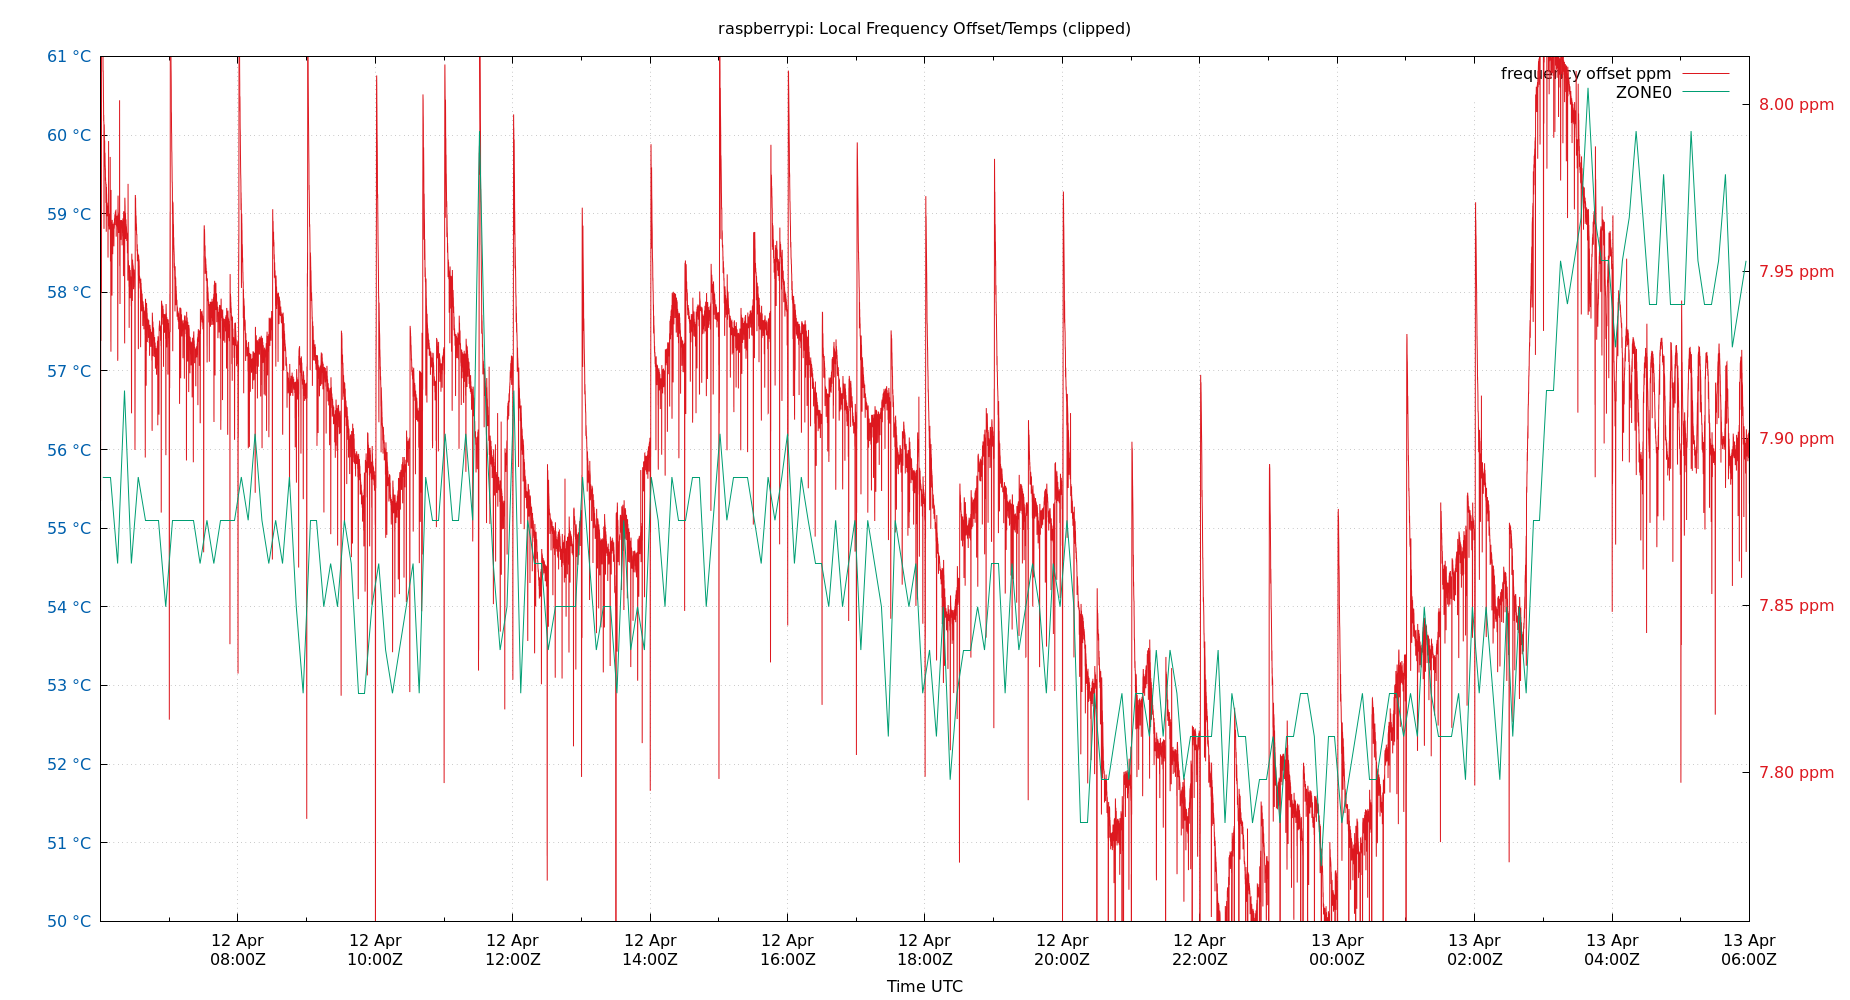 raspberrypi: Local Frequency Offset/Temps (clipped)
61 °C
60 °C
59 °C
58 °C
57 °C
56 °C
55 °C
54 °C
53 °C
52 °C
51 °C
50 °C
frequency offset ppm
ZONE0
8.00 ppm
7.95 ppm
7.90 ppm
7.85 ppm
7.80 ppm
12 Apr
08:00Z
12 Apr
10:00Z
12 Apr
12:00Z
12 Apr
14:00Z
12 Apr
16:00Z
12 Apr
18:00Z
12 Apr
20:00Z
12 Apr
22:00Z
13 Apr
00:00Z
13 Apr
02:00Z
13 Apr
04:00Z
13 Apr
06:00Z
Time UTC